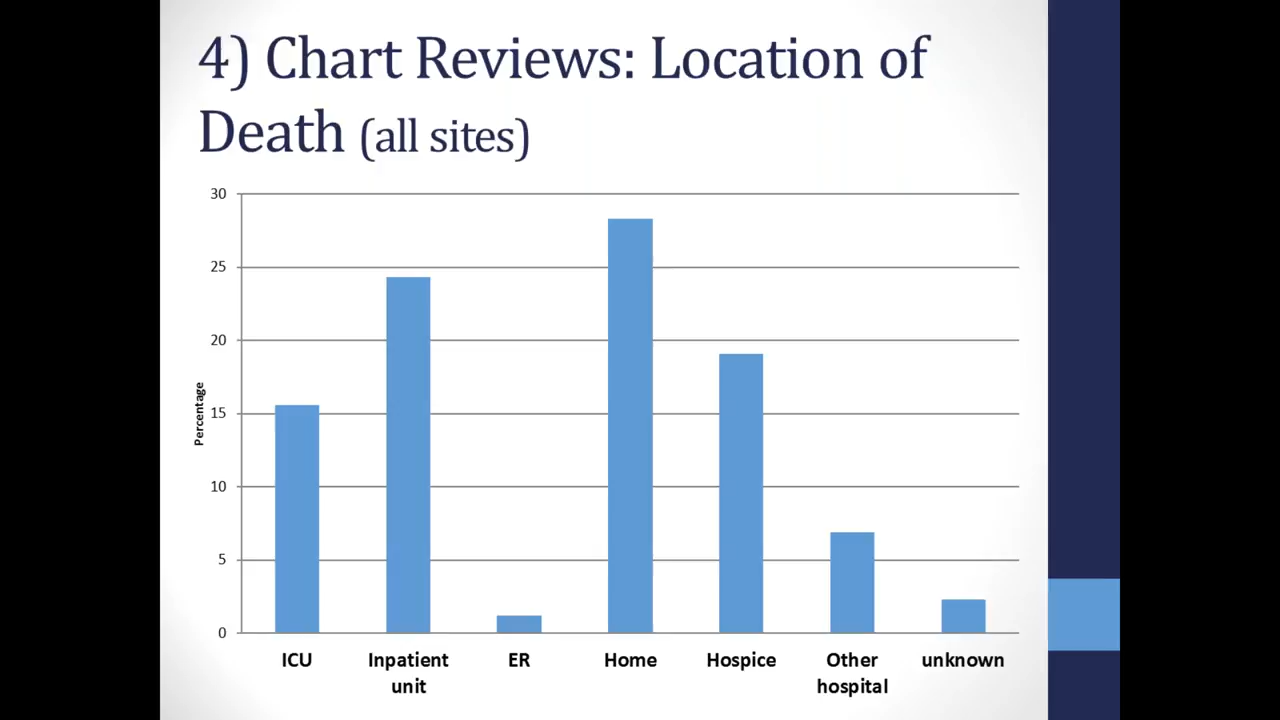 4) Chart Reviews: Location of
Death (all sites)
30
25
20
15
10
5
0
Percentage
ICU
Inpatient
unit
ER
Home
Hospice
Other
hospital
unknown